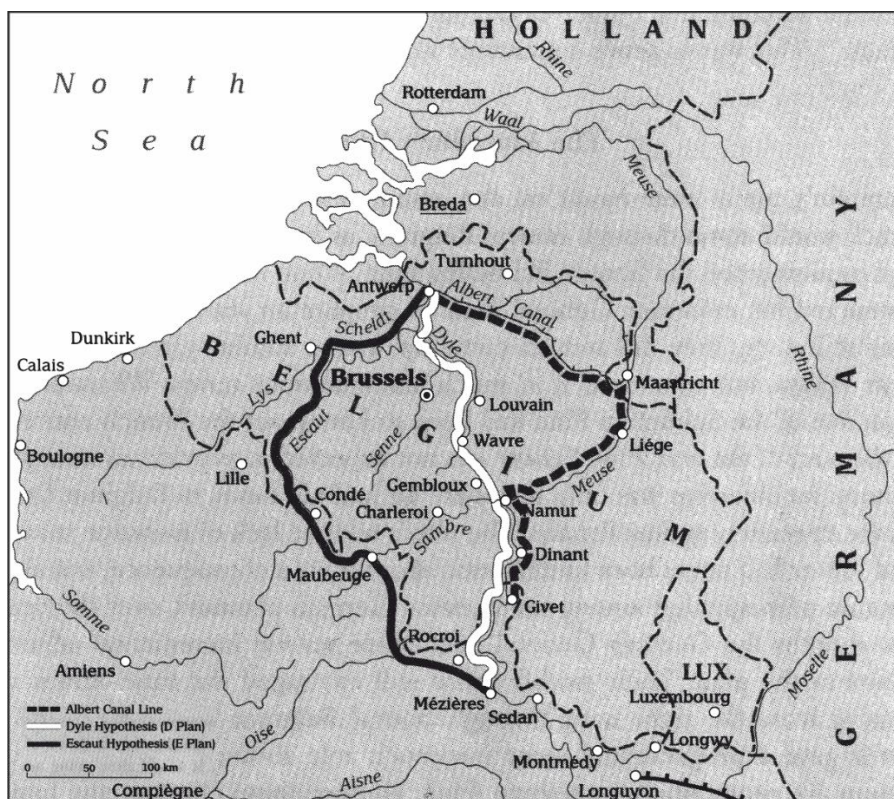 HOLLAND
North
Sea
Rhine
Rotterdam
Waal
Meuse
Breda
Turnhout
Antwerp
Albert
Canal
Scheldt
Ghent
Dyle
Dunkirk
Calais
BELGIUM
Brussels
Lys
Escaut
Louvain
Maastricht
Rhine
GERMANY
Boulogne
Lille
Senne
Wavre
Liége
Gembloux
Meuse
Condé
Charleroi
Namur
Sambre
Maubeuge
Dinant
Givet
Somme
Rocroi
Amiens
Mézières
Sedan
LUX.
Luxembourg
Moselle
Oise
Montmédy
Longwy
Aisne
Compiègne
Longuyon
Albert Canal Line
Dyle Hypothesis (D Plan)
Escaut Hypothesis (E Plan)
0 50 100 km